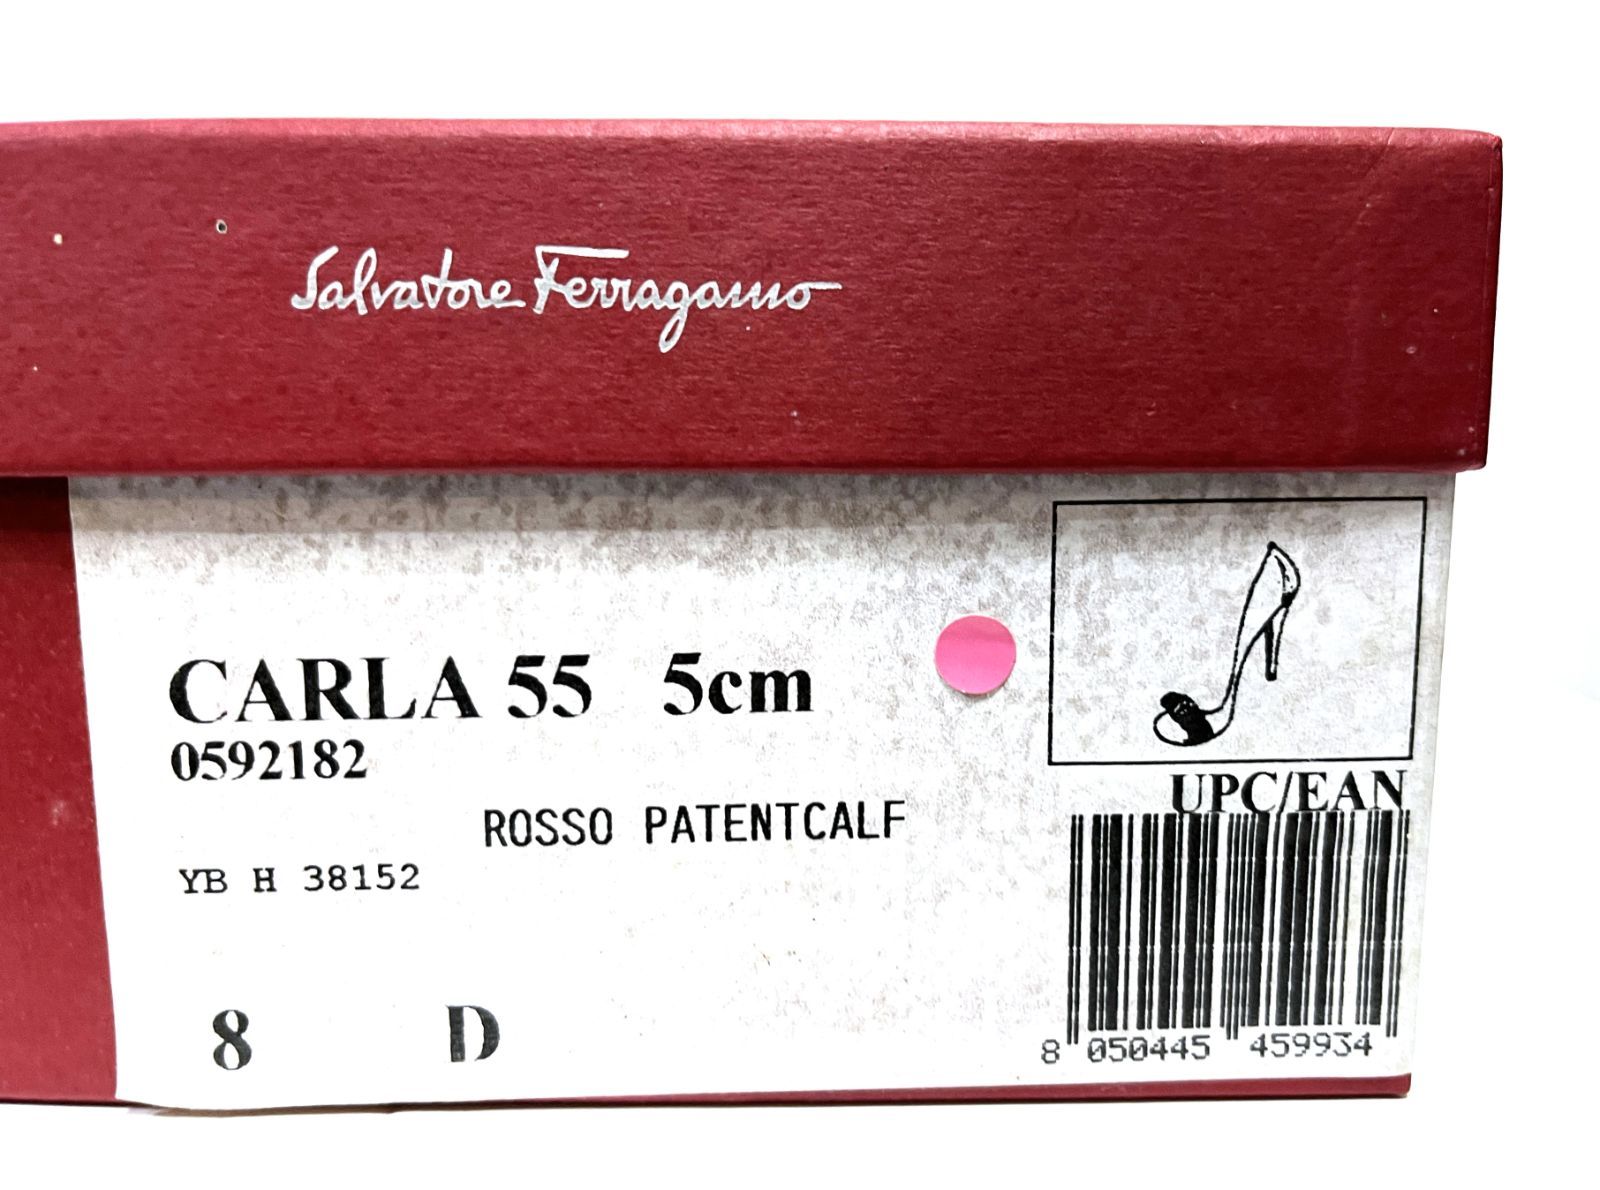 Salvatore Ferragamo
CARLA 55 5cm
0592182
ROSSO PATENTCALF
YB H 38152
8 D
UPC/EAN
8 050445 459934